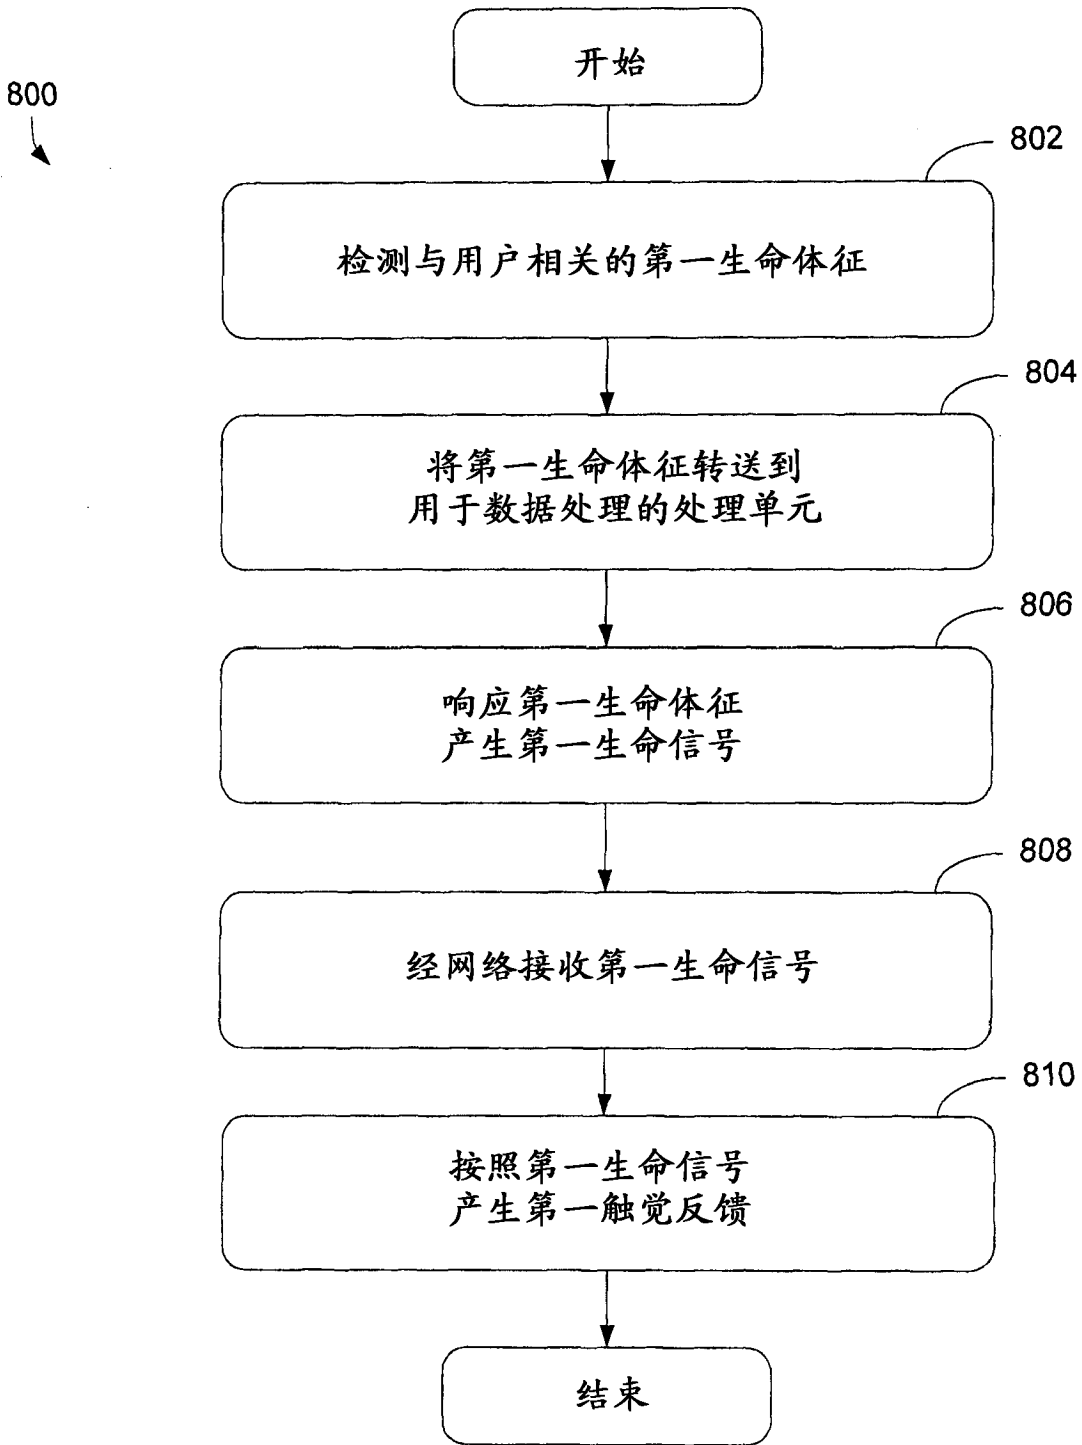 开始
800
802
检测与用户相关的第一生命体征
804
将第一生命体征转送到
用于数据处理的处理单元
806
响应第一生命体征
产生第一生命信号
808
经网络接收第一生命信号
810
按照第一生命信号
产生第一触觉反馈
结束